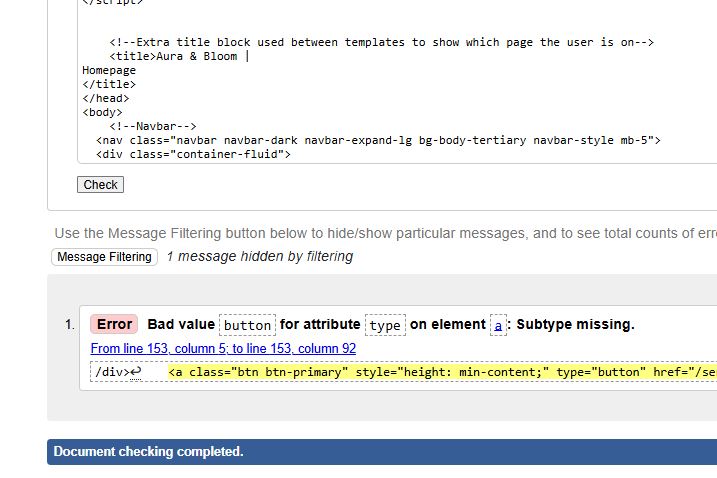 </script>
<!--Extra title block used between templates to show which page the user is on-->
<title>Aura & Bloom |
Homepage
</title>
</head>
<body>
<!--Navbar-->
<nav class="navbar navbar-dark navbar-expand-lg bg-body-tertiary navbar-style mb-5">
<div class="container-fluid">
Check
Use the Message Filtering button below to hide/show particular messages, and to see total counts of err
Message Filtering 1 message hidden by filtering
1. Error Bad value button for attribute type on element a: Subtype missing.
From line 153, column 5; to line 153, column 92
/div>↩ <a class="btn btn-primary" style="height: min-content;" type="button" href="/se
Document checking completed.